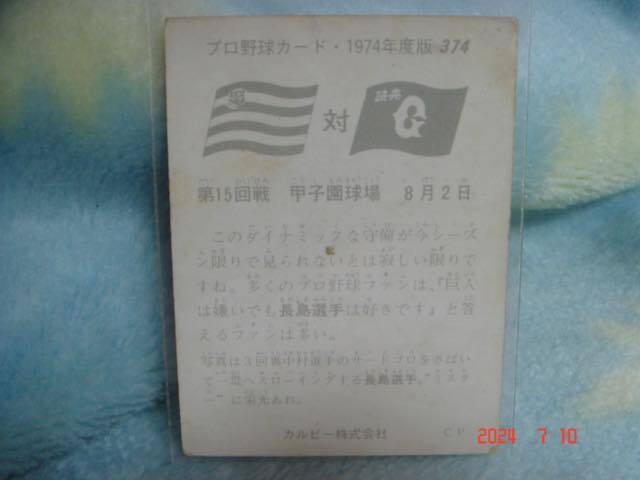 プロ野球カード・1974年度版 374
読売
G
対
第15回戦 甲子園球場 8月2日
このダイナミックな守備が今シーズ
ン限りで見られないとは寂しい限りで
すね。多くのプロ野球ファンは、『巨人
は嫌いでも長島選手は好きです』と答
えるファンは多い。
写真は3回裏中村選手のサードゴロをさばい
て一塁へスローイングする長島選手。"ミスタ
ー"に栄光あれ。
カルビー株式会社
C P
2024 7 10